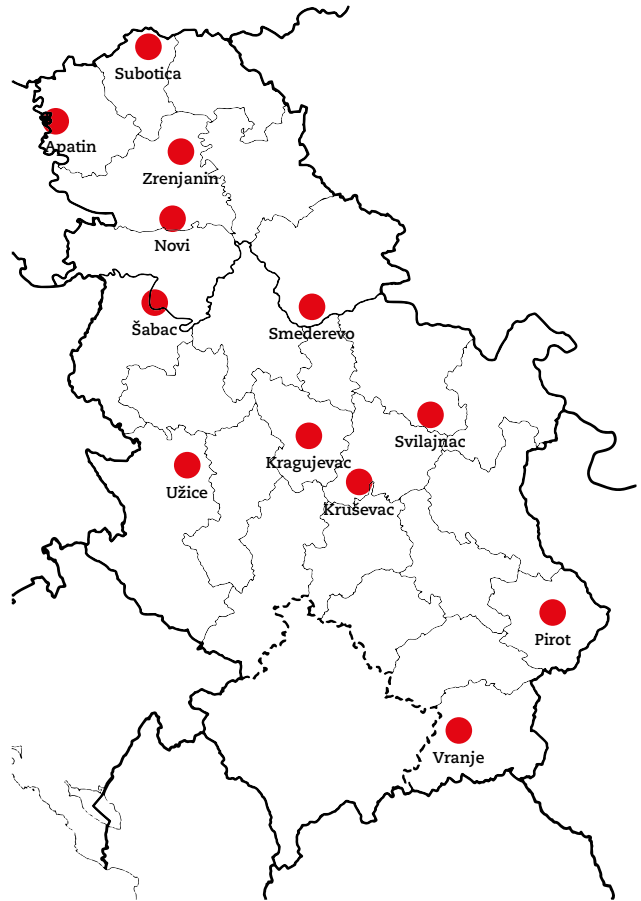 Subotica
Apatin
Zrenjanin
Novi
Šabac
Smederevo
Svilajnac
Kragujevac
Užice
Kruševac
Pirot
Vranje